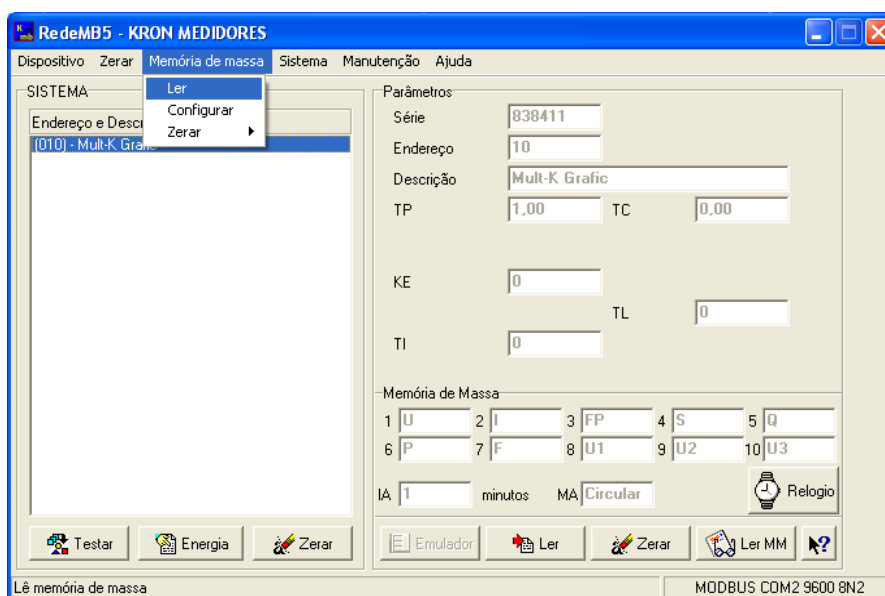 RedeMB5 - KRON MEDIDORES
Dispositivo Zerar Memória de massa Sistema Manutenção Ajuda
Ler
Configurar
Zerar
SISTEMA
Endereço e Descri
(010) - Mult-K Grafic
Parâmetros
Série 838411
Endereço 10
Descrição Mult-K Grafic
TP 1,00 TC 0,00
KE 0
TL 0
TI 0
Memória de Massa
1 U 2 I 3 FP 4 S 5 Q
6 P 7 F 8 U1 9 U2 10 U3
IA 1 minutos MA Circular Relogio
Testar Energia Zerar Emulador Ler Zerar Ler MM
Lê memória de massa MODBUS COM2 9600 8N2